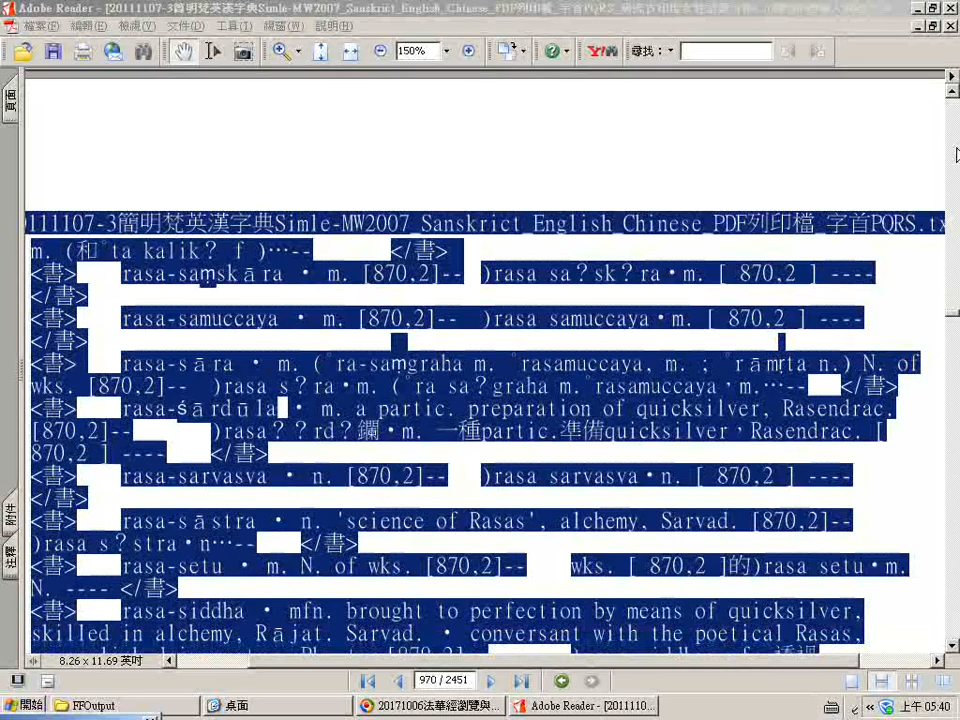 Adobe Reader - [20111107-3簡明梵英漢字典Simle-MW2007_Sanskrict_English_Chinese_PDF列印檔_字首PQRS
檔案(F) 編輯(E) 檢視(V) 文件(D) 工具(T) 視窗(W) 說明(H)
150% 尋找:
頁面
111107-3簡明梵英漢字典Simle-MW2007_Sanskrict_English_Chinese_PDF列印檔_字首PQRS.tx
m. (和˚ta kalik? f )…-- </書>
<書> rasa-saṃskāra · m. [870,2]-- )rasa sa?sk?ra·m. [ 870,2 ] ----
</書>
<書> rasa-samuccaya · m. [870,2]-- )rasa samuccaya·m. [ 870,2 ] ----
</書>
<書> rasa-sāra · m. (˚ra-saṃgraha m. ˚rasamuccaya, m. ; ˚rāmṛta n.) N. of
wks. [870,2]-- )rasa s?ra·m. (˚ra sa?graha m.˚rasamuccaya,m.…-- </書>
<書> rasa-śārdūla · m. a partic. preparation of quicksilver, Rasendrac.
[870,2]-- )rasa??rd?鑭·m. 一種partic.準備quicksilver,Rasendrac. [
870,2 ] ---- </書>
<書> rasa-sarvasva · n. [870,2]-- )rasa sarvasva·n. [ 870,2 ] ----
</書>
<書> rasa-sāstra · n. 'science of Rasas', alchemy, Sarvad. [870,2]--
)rasa s?stra·n…-- </書>
<書> rasa-setu · m. N. of wks. [870,2]-- wks. [ 870,2 ]的)rasa setu·m.
N. ---- </書>
<書> rasa-siddha · mfn. brought to perfection by means of quicksilver,
skilled in alchemy, Rājat. Sarvad. · conversant with the poetical Rasas,
附件
注釋
8.26 x 11.69 英吋
970 / 2451
開始 FFOutput 桌面 20171006法華經瀏覽與... Adobe Reader - [2011110... 上午 05:40